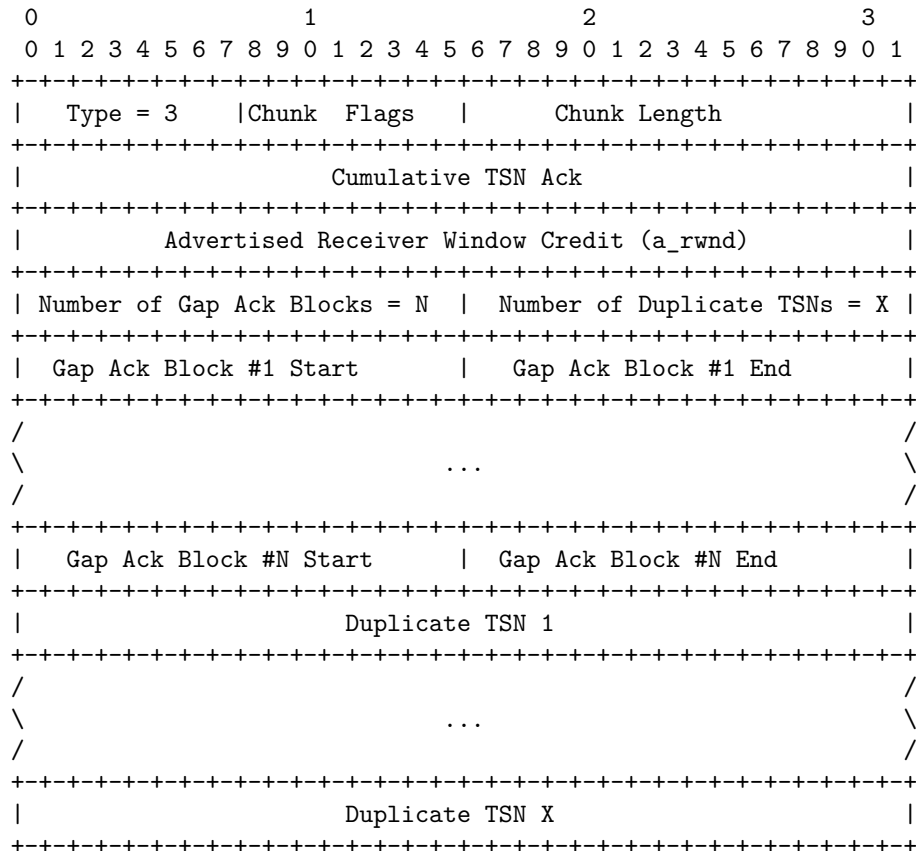 0                   1                   2                   3
 0 1 2 3 4 5 6 7 8 9 0 1 2 3 4 5 6 7 8 9 0 1 2 3 4 5 6 7 8 9 0 1
+-+-+-+-+-+-+-+-+-+-+-+-+-+-+-+-+-+-+-+-+-+-+-+-+-+-+-+-+-+-+-+-+
|   Type = 3    |Chunk  Flags   |      Chunk Length             |
+-+-+-+-+-+-+-+-+-+-+-+-+-+-+-+-+-+-+-+-+-+-+-+-+-+-+-+-+-+-+-+-+
|                      Cumulative TSN Ack                       |
+-+-+-+-+-+-+-+-+-+-+-+-+-+-+-+-+-+-+-+-+-+-+-+-+-+-+-+-+-+-+-+-+
|          Advertised Receiver Window Credit (a_rwnd)           |
+-+-+-+-+-+-+-+-+-+-+-+-+-+-+-+-+-+-+-+-+-+-+-+-+-+-+-+-+-+-+-+-+
| Number of Gap Ack Blocks = N  |  Number of Duplicate TSNs = X |
+-+-+-+-+-+-+-+-+-+-+-+-+-+-+-+-+-+-+-+-+-+-+-+-+-+-+-+-+-+-+-+-+
|  Gap Ack Block #1 Start       |   Gap Ack Block #1 End        |
+-+-+-+-+-+-+-+-+-+-+-+-+-+-+-+-+-+-+-+-+-+-+-+-+-+-+-+-+-+-+-+-+
/                                                               /
\                              ...                              \
/                                                               /
+-+-+-+-+-+-+-+-+-+-+-+-+-+-+-+-+-+-+-+-+-+-+-+-+-+-+-+-+-+-+-+-+
|   Gap Ack Block #N Start      |  Gap Ack Block #N End         |
+-+-+-+-+-+-+-+-+-+-+-+-+-+-+-+-+-+-+-+-+-+-+-+-+-+-+-+-+-+-+-+-+
|                       Duplicate TSN 1                         |
+-+-+-+-+-+-+-+-+-+-+-+-+-+-+-+-+-+-+-+-+-+-+-+-+-+-+-+-+-+-+-+-+
/                                                               /
\                              ...                              \
/                                                               /
+-+-+-+-+-+-+-+-+-+-+-+-+-+-+-+-+-+-+-+-+-+-+-+-+-+-+-+-+-+-+-+-+
|                       Duplicate TSN X                         |
+-+-+-+-+-+-+-+-+-+-+-+-+-+-+-+-+-+-+-+-+-+-+-+-+-+-+-+-+-+-+-+-+